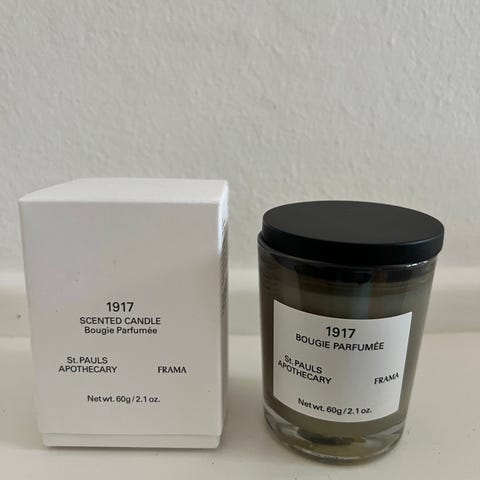 1917
SCENTED CANDLE
Bougie Parfumée
St.PAULS
APOTHECARY FRAMA
Net wt. 60g/2.1 oz.
1917
BOUGIE PARFUMÉE
St.PAULS
APOTHECARY FRAMA
Net wt. 60g/2.1 oz.